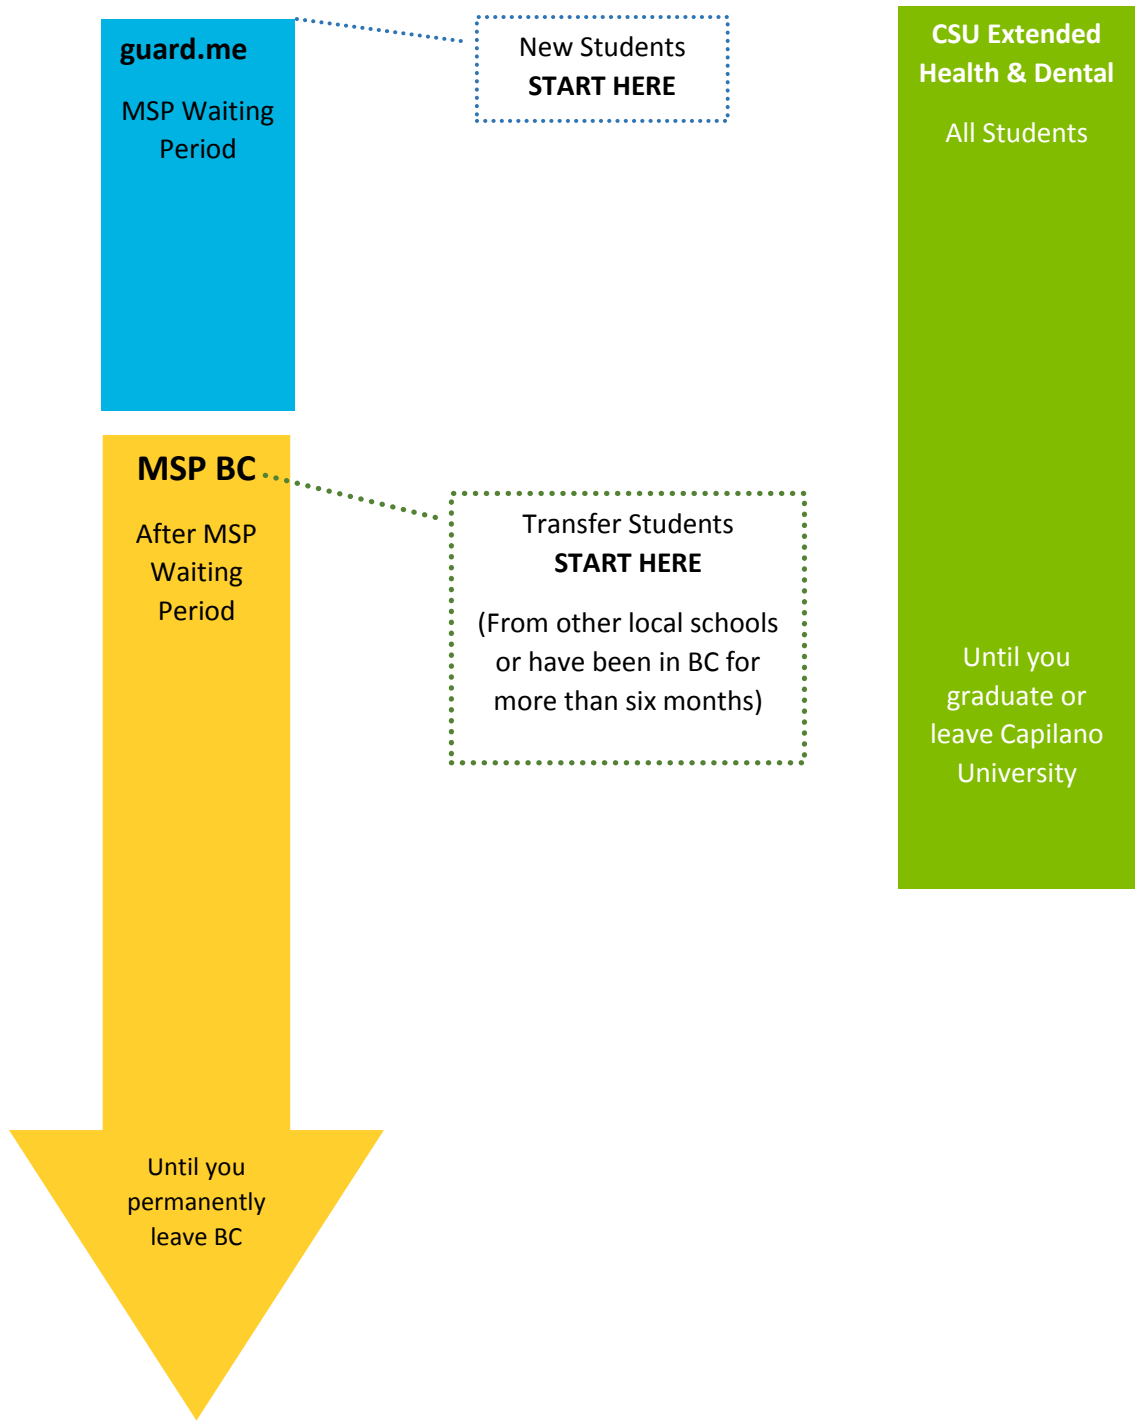 guard.me
MSP Waiting
Period
New Students
START HERE
CSU Extended
Health & Dental
All Students
MSP BC
After MSP
Waiting
Period
Transfer Students
START HERE
(From other local schools
or have been in BC for
more than six months)
Until you
graduate or
leave Capilano
University
Until you
permanently
leave BC